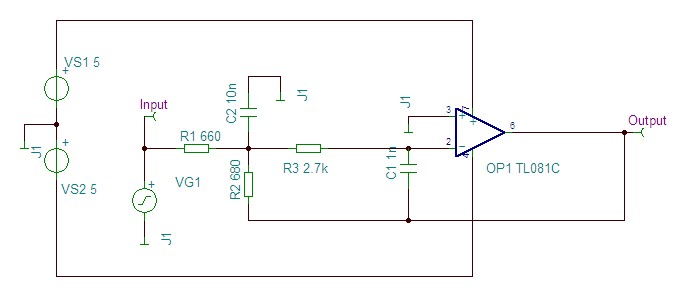 VS1 5
+
J1
VS2 5
+
Input
R1 660
VG1
+
J1
C2 10n
J1
R2 680
R3 2.7k
C1 1n
J1
3
2
+
-
+
7
4
6
OP1 TL081C
Output